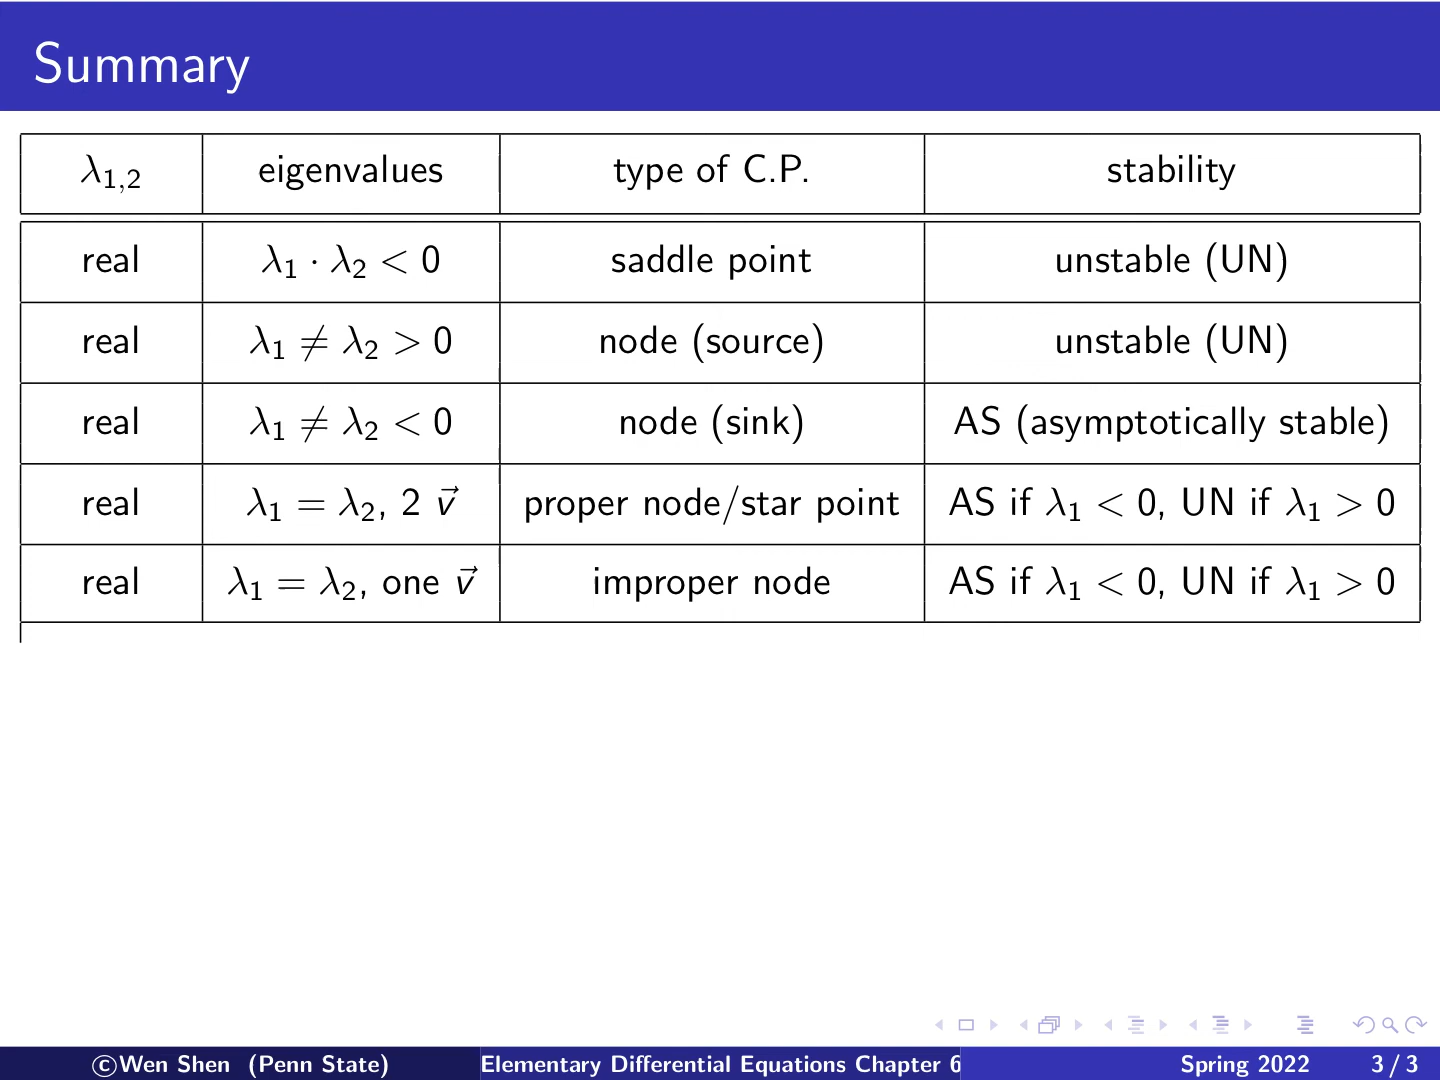 Summary
λ₁,₂ eigenvalues type of C.P. stability
real λ₁ · λ₂ < 0 saddle point unstable (UN)
real λ₁ ≠ λ₂ > 0 node (source) unstable (UN)
real λ₁ ≠ λ₂ < 0 node (sink) AS (asymptotically stable)
real λ₁ = λ₂, 2 v⃗ proper node/star point AS if λ₁ < 0, UN if λ₁ > 0
real λ₁ = λ₂, one v⃗ improper node AS if λ₁ < 0, UN if λ₁ > 0
©Wen Shen (Penn State) Elementary Differential Equations Chapter 6 Spring 2022 3 / 3